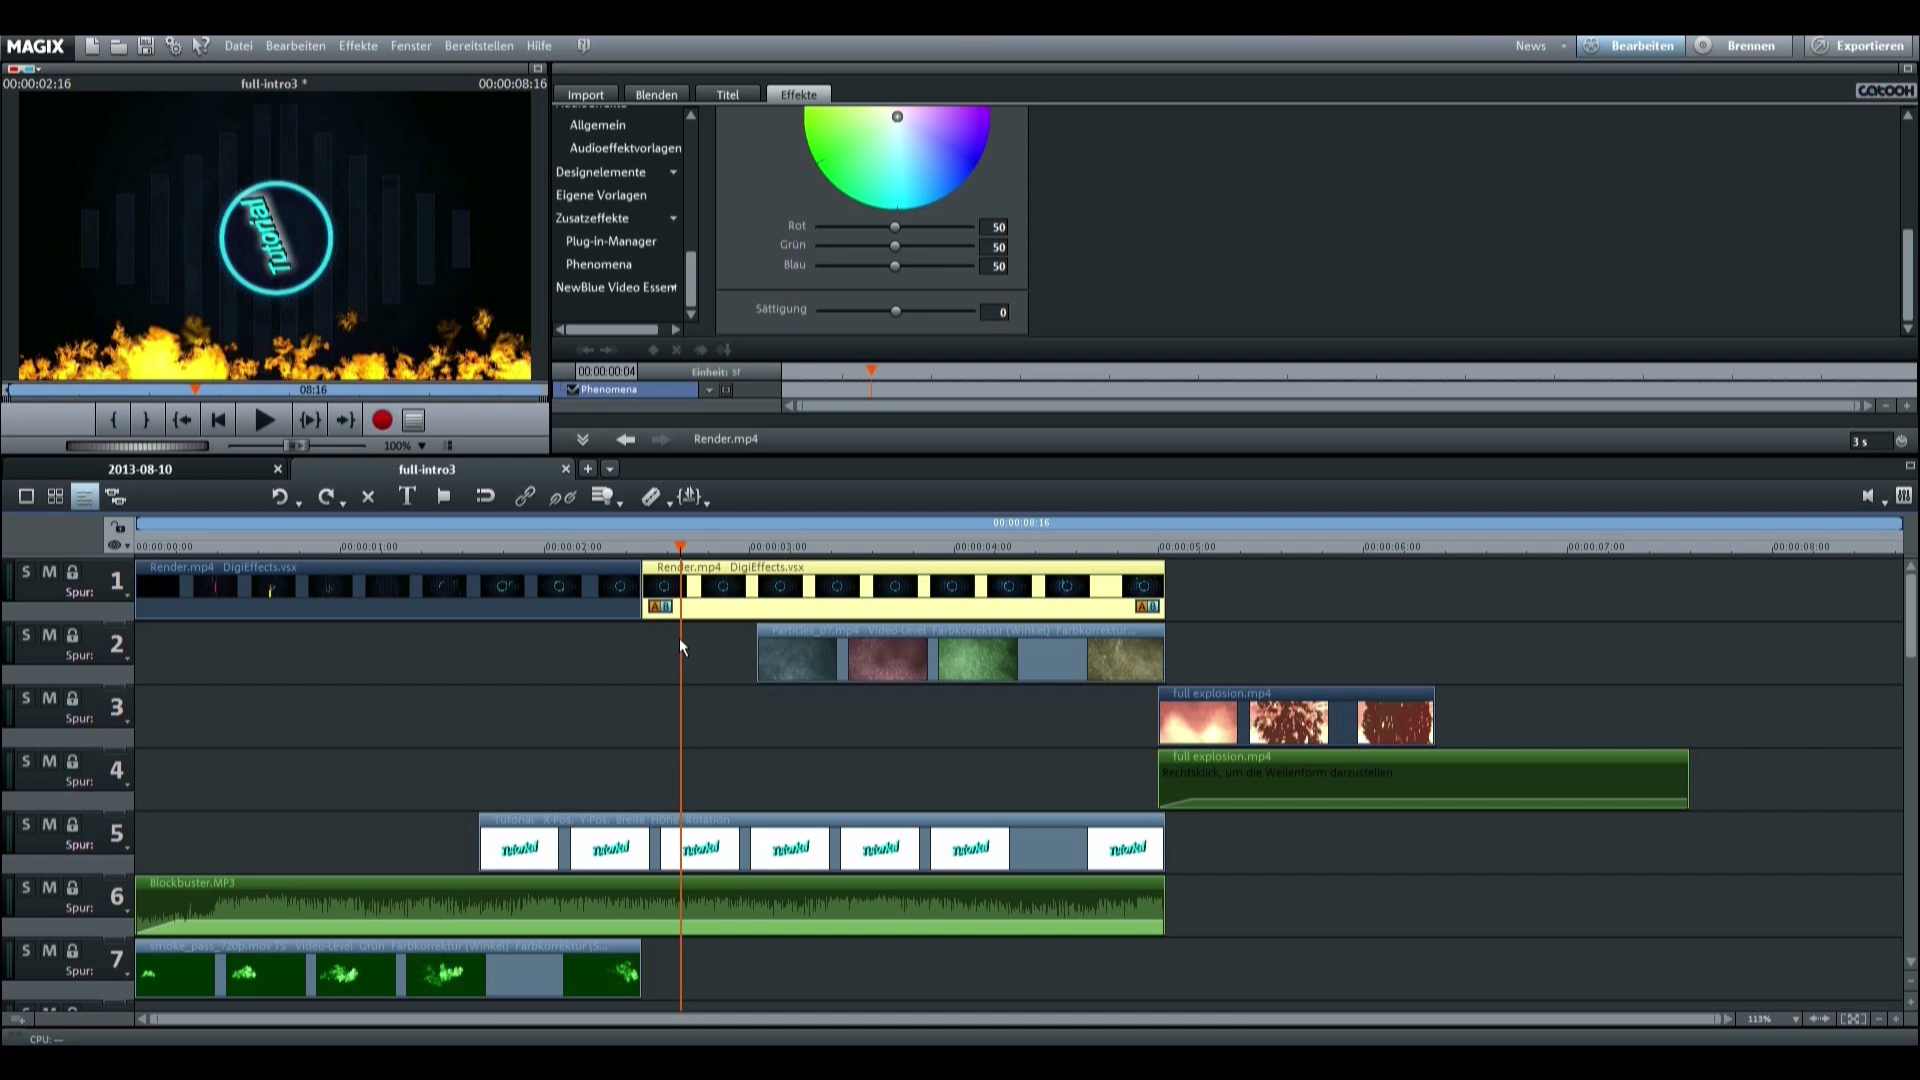 MAGIX Datei Bearbeiten Effekte Fenster Bereitstellen Hilfe News Bearbeiten Brennen Exportieren
00:00:02:16 full-intro3 * 00:00:08:16
Import Blenden Titel Effekte catooh
Allgemein
Audioeffektvorlagen
Designelemente
Eigene Vorlagen
Zusatzeffekte
Plug-in-Manager
Phenomena
NewBlue Video Essent
Rot 50
Grün 50
Blau 50
Sättigung 0
Tutorial
00:00:00:04 Einheit: 5f
Phenomena
08:16
100%
Render.mp4 3 s
2013-08-10 full-intro3
00:00:08:16
00:00:00:00 00:00:01:00 00:00:02:00 00:00:03:00 00:00:04:00 00:00:05:00 00:00:06:00 00:00:07:00 00:00:08:00
S M Spur: 1 Render.mp4 DigiEffects.vsx Render.mp4 DigiEffects.vsx
A B A B
S M Spur: 2 Particles_07.mp4 Video-Level Farbkorrektur (Winkel) Farbkorrektur...
S M Spur: 3 full explosion.mp4
S M Spur: 4 full explosion.mp4
Rechtsklick, um die Wellenform darzustellen
S M Spur: 5 Tutorial X-Pos. Y-Pos. Breite Höhe Rotation
Tutorial Tutorial Tutorial Tutorial Tutorial Tutorial Tutorial
S M Spur: 6 Blockbuster.MP3
S M Spur: 7 smoke_pass_720p.mov TS Video-Level Grün Farbkorrektur (Winkel) Farbkorrektur (S...
113%
CPU: —